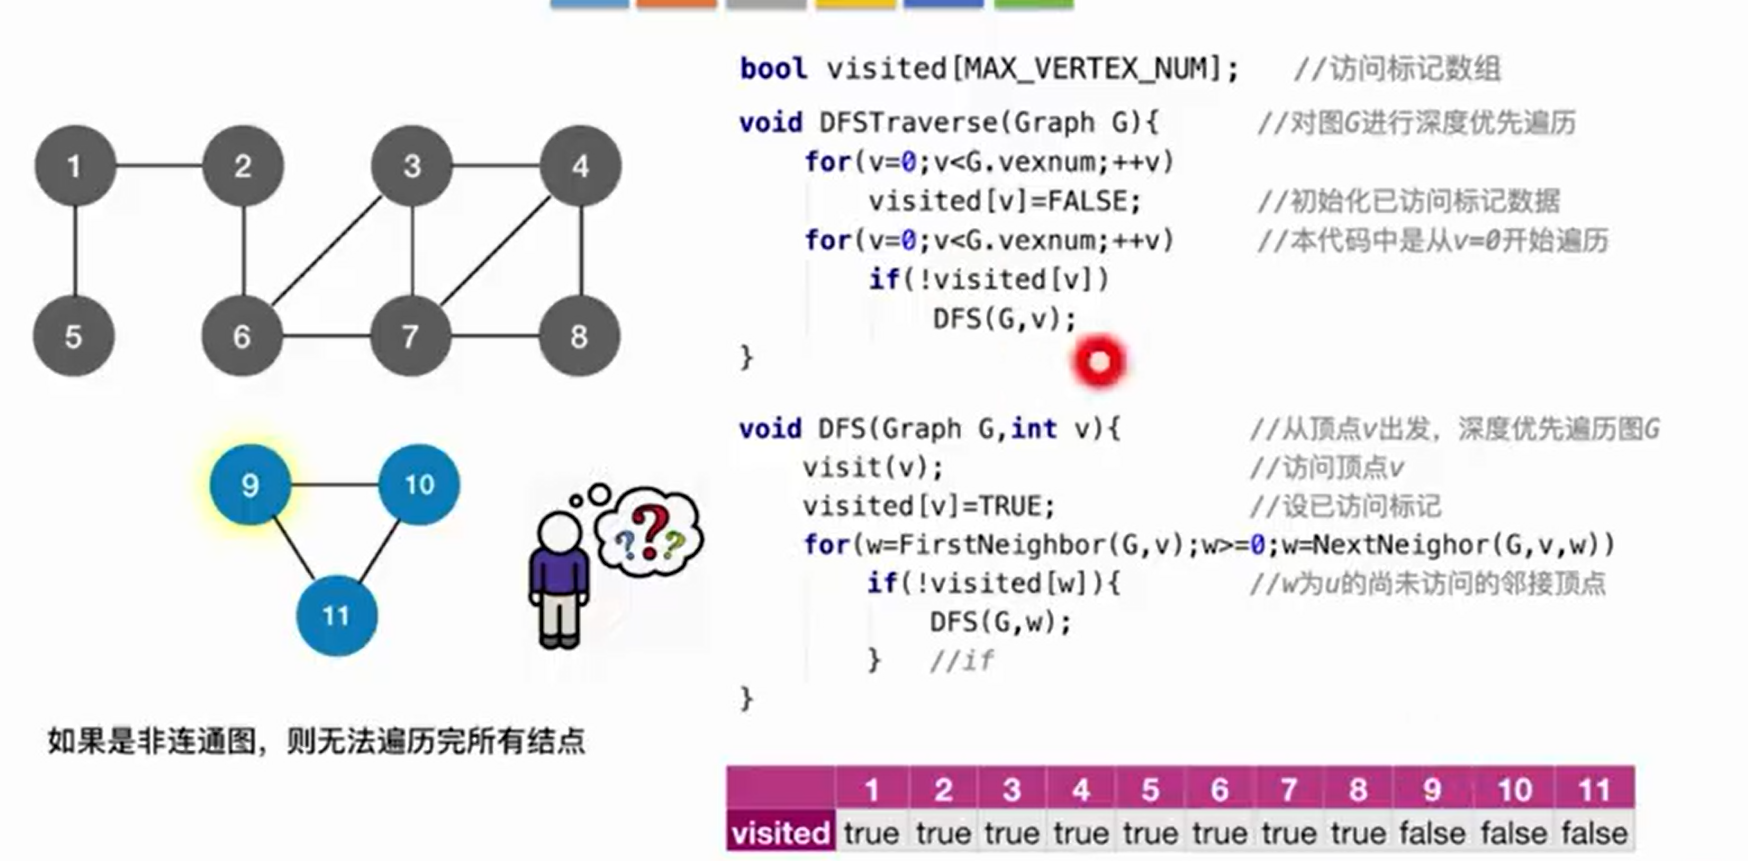 1 2 3 4
5 6 7 8
9 10
11
? ? ?
如果是非连通图，则无法遍历完所有结点
bool visited[MAX_VERTEX_NUM]; //访问标记数组
void DFSTraverse(Graph G){ //对图G进行深度优先遍历
for(v=0;v<G.vexnum;++v)
visited[v]=FALSE; //初始化已访问标记数据
for(v=0;v<G.vexnum;++v) //本代码中是从v=0开始遍历
if(!visited[v])
DFS(G,v);
}
void DFS(Graph G,int v){ //从顶点v出发，深度优先遍历图G
visit(v); //访问顶点v
visited[v]=TRUE; //设已访问标记
for(w=FirstNeighbor(G,v);w>=0;w=NextNeighor(G,v,w))
if(!visited[w]){ //w为u的尚未访问的邻接顶点
DFS(G,w);
} //if
}
1 2 3 4 5 6 7 8 9 10 11
visited true true true true true true true true false false false